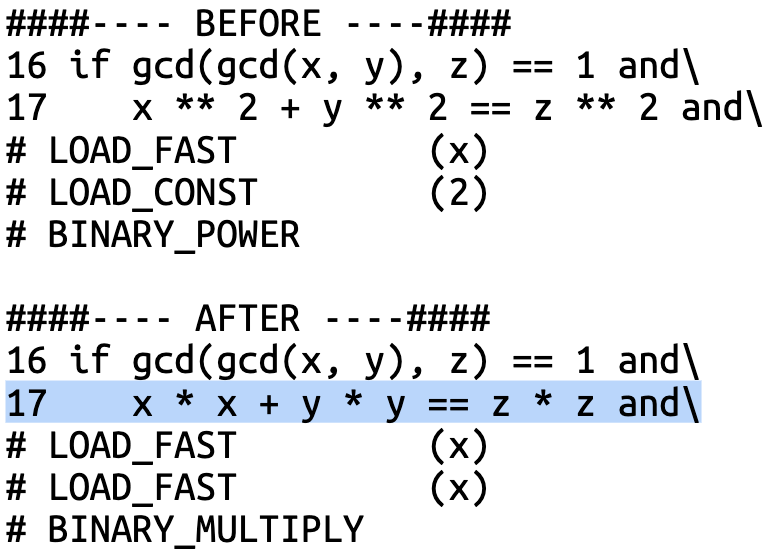 ####---- BEFORE ----####
16 if gcd(gcd(x, y), z) == 1 and\
17    x ** 2 + y ** 2 == z ** 2 and\
# LOAD_FAST         (x)
# LOAD_CONST        (2)
# BINARY_POWER

####---- AFTER ----####
16 if gcd(gcd(x, y), z) == 1 and\
17    x * x + y * y == z * z and\
# LOAD_FAST         (x)
# LOAD_FAST         (x)
# BINARY_MULTIPLY